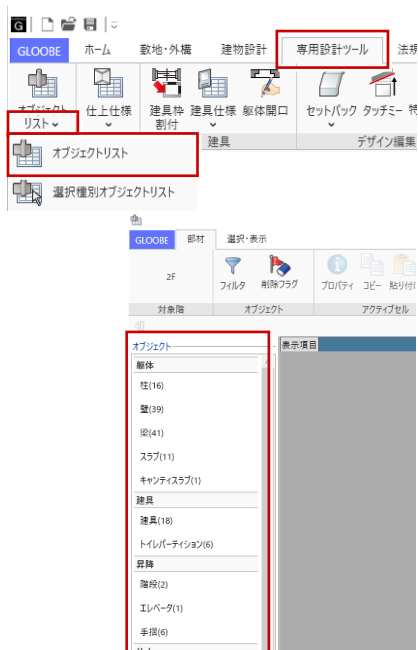 G
GLOOBE ホーム 敷地・外構 建物設計 専用設計ツール 法規
オブジェクト
リスト 仕上仕様 建具枠
割付 建具仕様 躯体開口 セットバック タッチミー 特
建具 デザイン編集
オブジェクトリスト
選択種別オブジェクトリスト
GLOOBE 部材 選択・表示
2F フィルタ 削除フラグ プロパティ コピー 貼り付け
対象階 オブジェクト アクティブセル
オブジェクト 表示項目
躯体
柱(16)
壁(39)
梁(41)
スラブ(11)
キャンティスラブ(1)
建具
建具(18)
トイレパーティション(6)
昇降
階段(2)
エレベータ(1)
手摺(6)